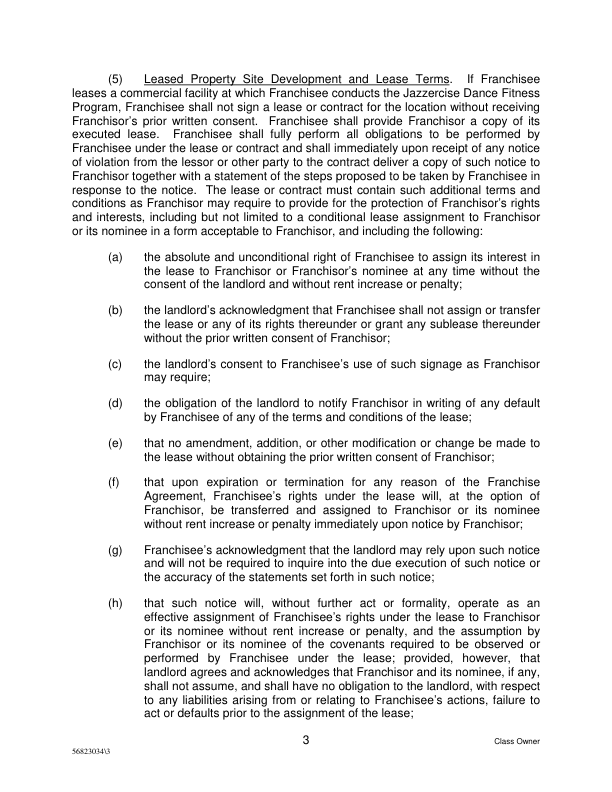 (5) Leased Property Site Development and Lease Terms. If Franchisee
leases a commercial facility at which Franchisee conducts the Jazzercise Dance Fitness
Program, Franchisee shall not sign a lease or contract for the location without receiving
Franchisor's prior written consent. Franchisee shall provide Franchisor a copy of its
executed lease. Franchisee shall fully perform all obligations to be performed by
Franchisee under the lease or contract and shall immediately upon receipt of any notice
of violation from the lessor or other party to the contract deliver a copy of such notice to
Franchisor together with a statement of the steps proposed to be taken by Franchisee in
response to the notice. The lease or contract must contain such additional terms and
conditions as Franchisor may require to provide for the protection of Franchisor's rights
and interests, including but not limited to a conditional lease assignment to Franchisor
or its nominee in a form acceptable to Franchisor, and including the following:
(a) the absolute and unconditional right of Franchisee to assign its interest in
the lease to Franchisor or Franchisor's nominee at any time without the
consent of the landlord and without rent increase or penalty;
(b) the landlord's acknowledgment that Franchisee shall not assign or transfer
the lease or any of its rights thereunder or grant any sublease thereunder
without the prior written consent of Franchisor;
(c) the landlord's consent to Franchisee's use of such signage as Franchisor
may require;
(d) the obligation of the landlord to notify Franchisor in writing of any default
by Franchisee of any of the terms and conditions of the lease;
(e) that no amendment, addition, or other modification or change be made to
the lease without obtaining the prior written consent of Franchisor;
(f) that upon expiration or termination for any reason of the Franchise
Agreement, Franchisee's rights under the lease will, at the option of
Franchisor, be transferred and assigned to Franchisor or its nominee
without rent increase or penalty immediately upon notice by Franchisor;
(g) Franchisee's acknowledgment that the landlord may rely upon such notice
and will not be required to inquire into the due execution of such notice or
the accuracy of the statements set forth in such notice;
(h) that such notice will, without further act or formality, operate as an
effective assignment of Franchisee's rights under the lease to Franchisor
or its nominee without rent increase or penalty, and the assumption by
Franchisor or its nominee of the covenants required to be observed or
performed by Franchisee under the lease; provided, however, that
landlord agrees and acknowledges that Franchisor and its nominee, if any,
shall not assume, and shall have no obligation to the landlord, with respect
to any liabilities arising from or relating to Franchisee's actions, failure to
act or defaults prior to the assignment of the lease;
3
Class Owner
56823034\3